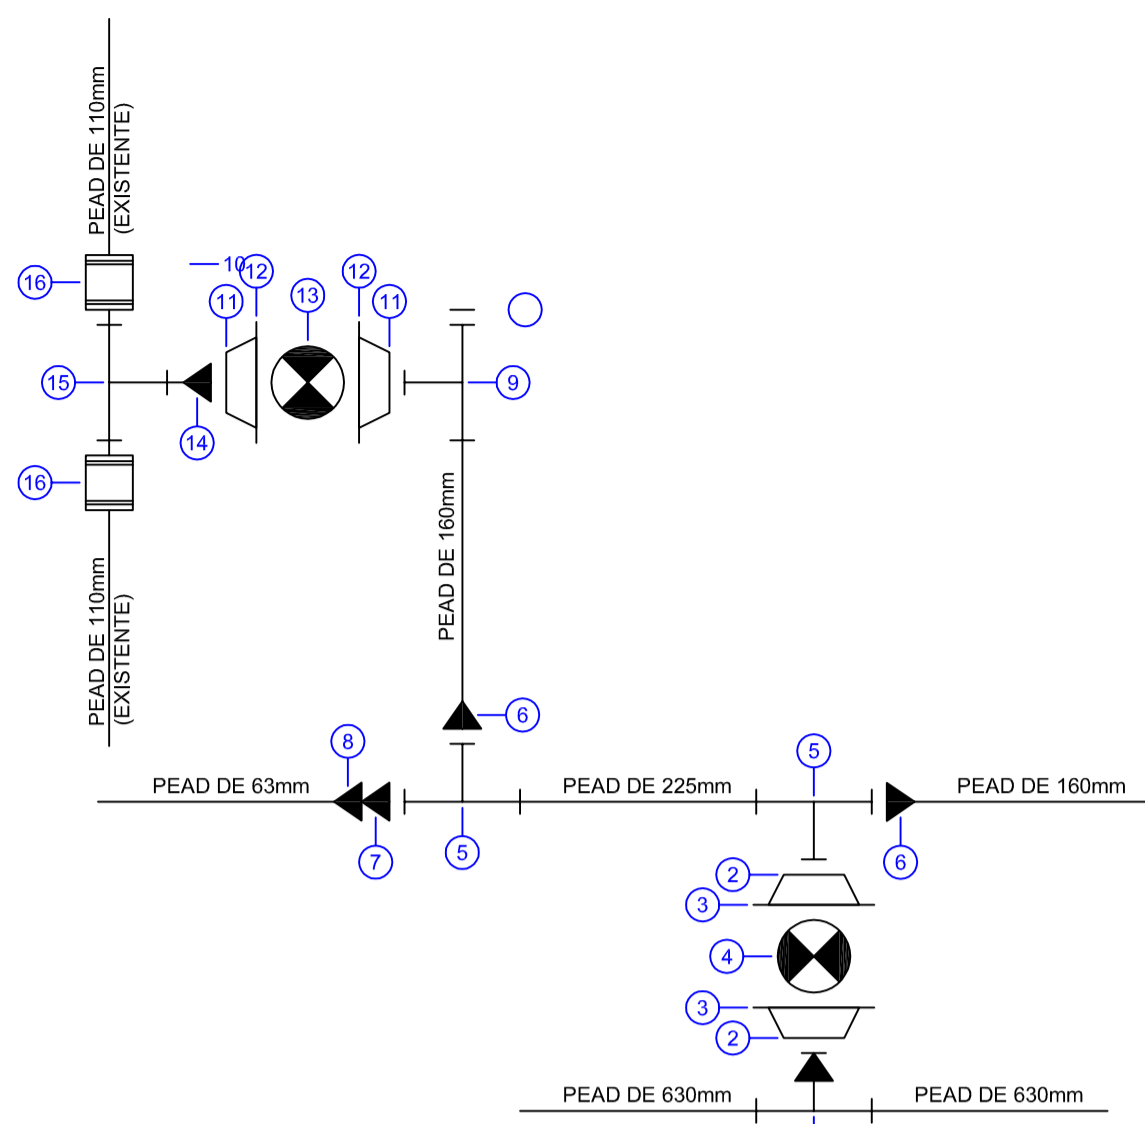 PEAD DE 110mm
(EXISTENTE)
16
10
12
12
11
13
11
15
9
14
16
PEAD DE 160mm
PEAD DE 110mm
(EXISTENTE)
6
8
5
PEAD DE 63mm
PEAD DE 225mm
PEAD DE 160mm
7
5
6
2
3
4
3
2
PEAD DE 630mm
PEAD DE 630mm